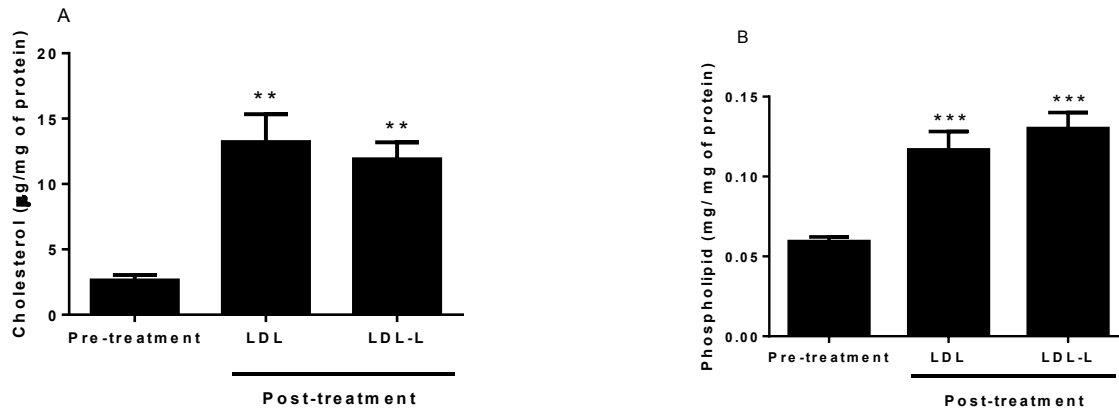 A
Cholesterol (µg/mg of protein)
20
15
10
5
0
**
**
Pre-treatment
LDL
LDL-L
Post-treatment
B
Phospholipid (mg/mg of protein)
0.15
0.10
0.05
0.00
***
***
Pre-treatment
LDL
LDL-L
Post-treatment